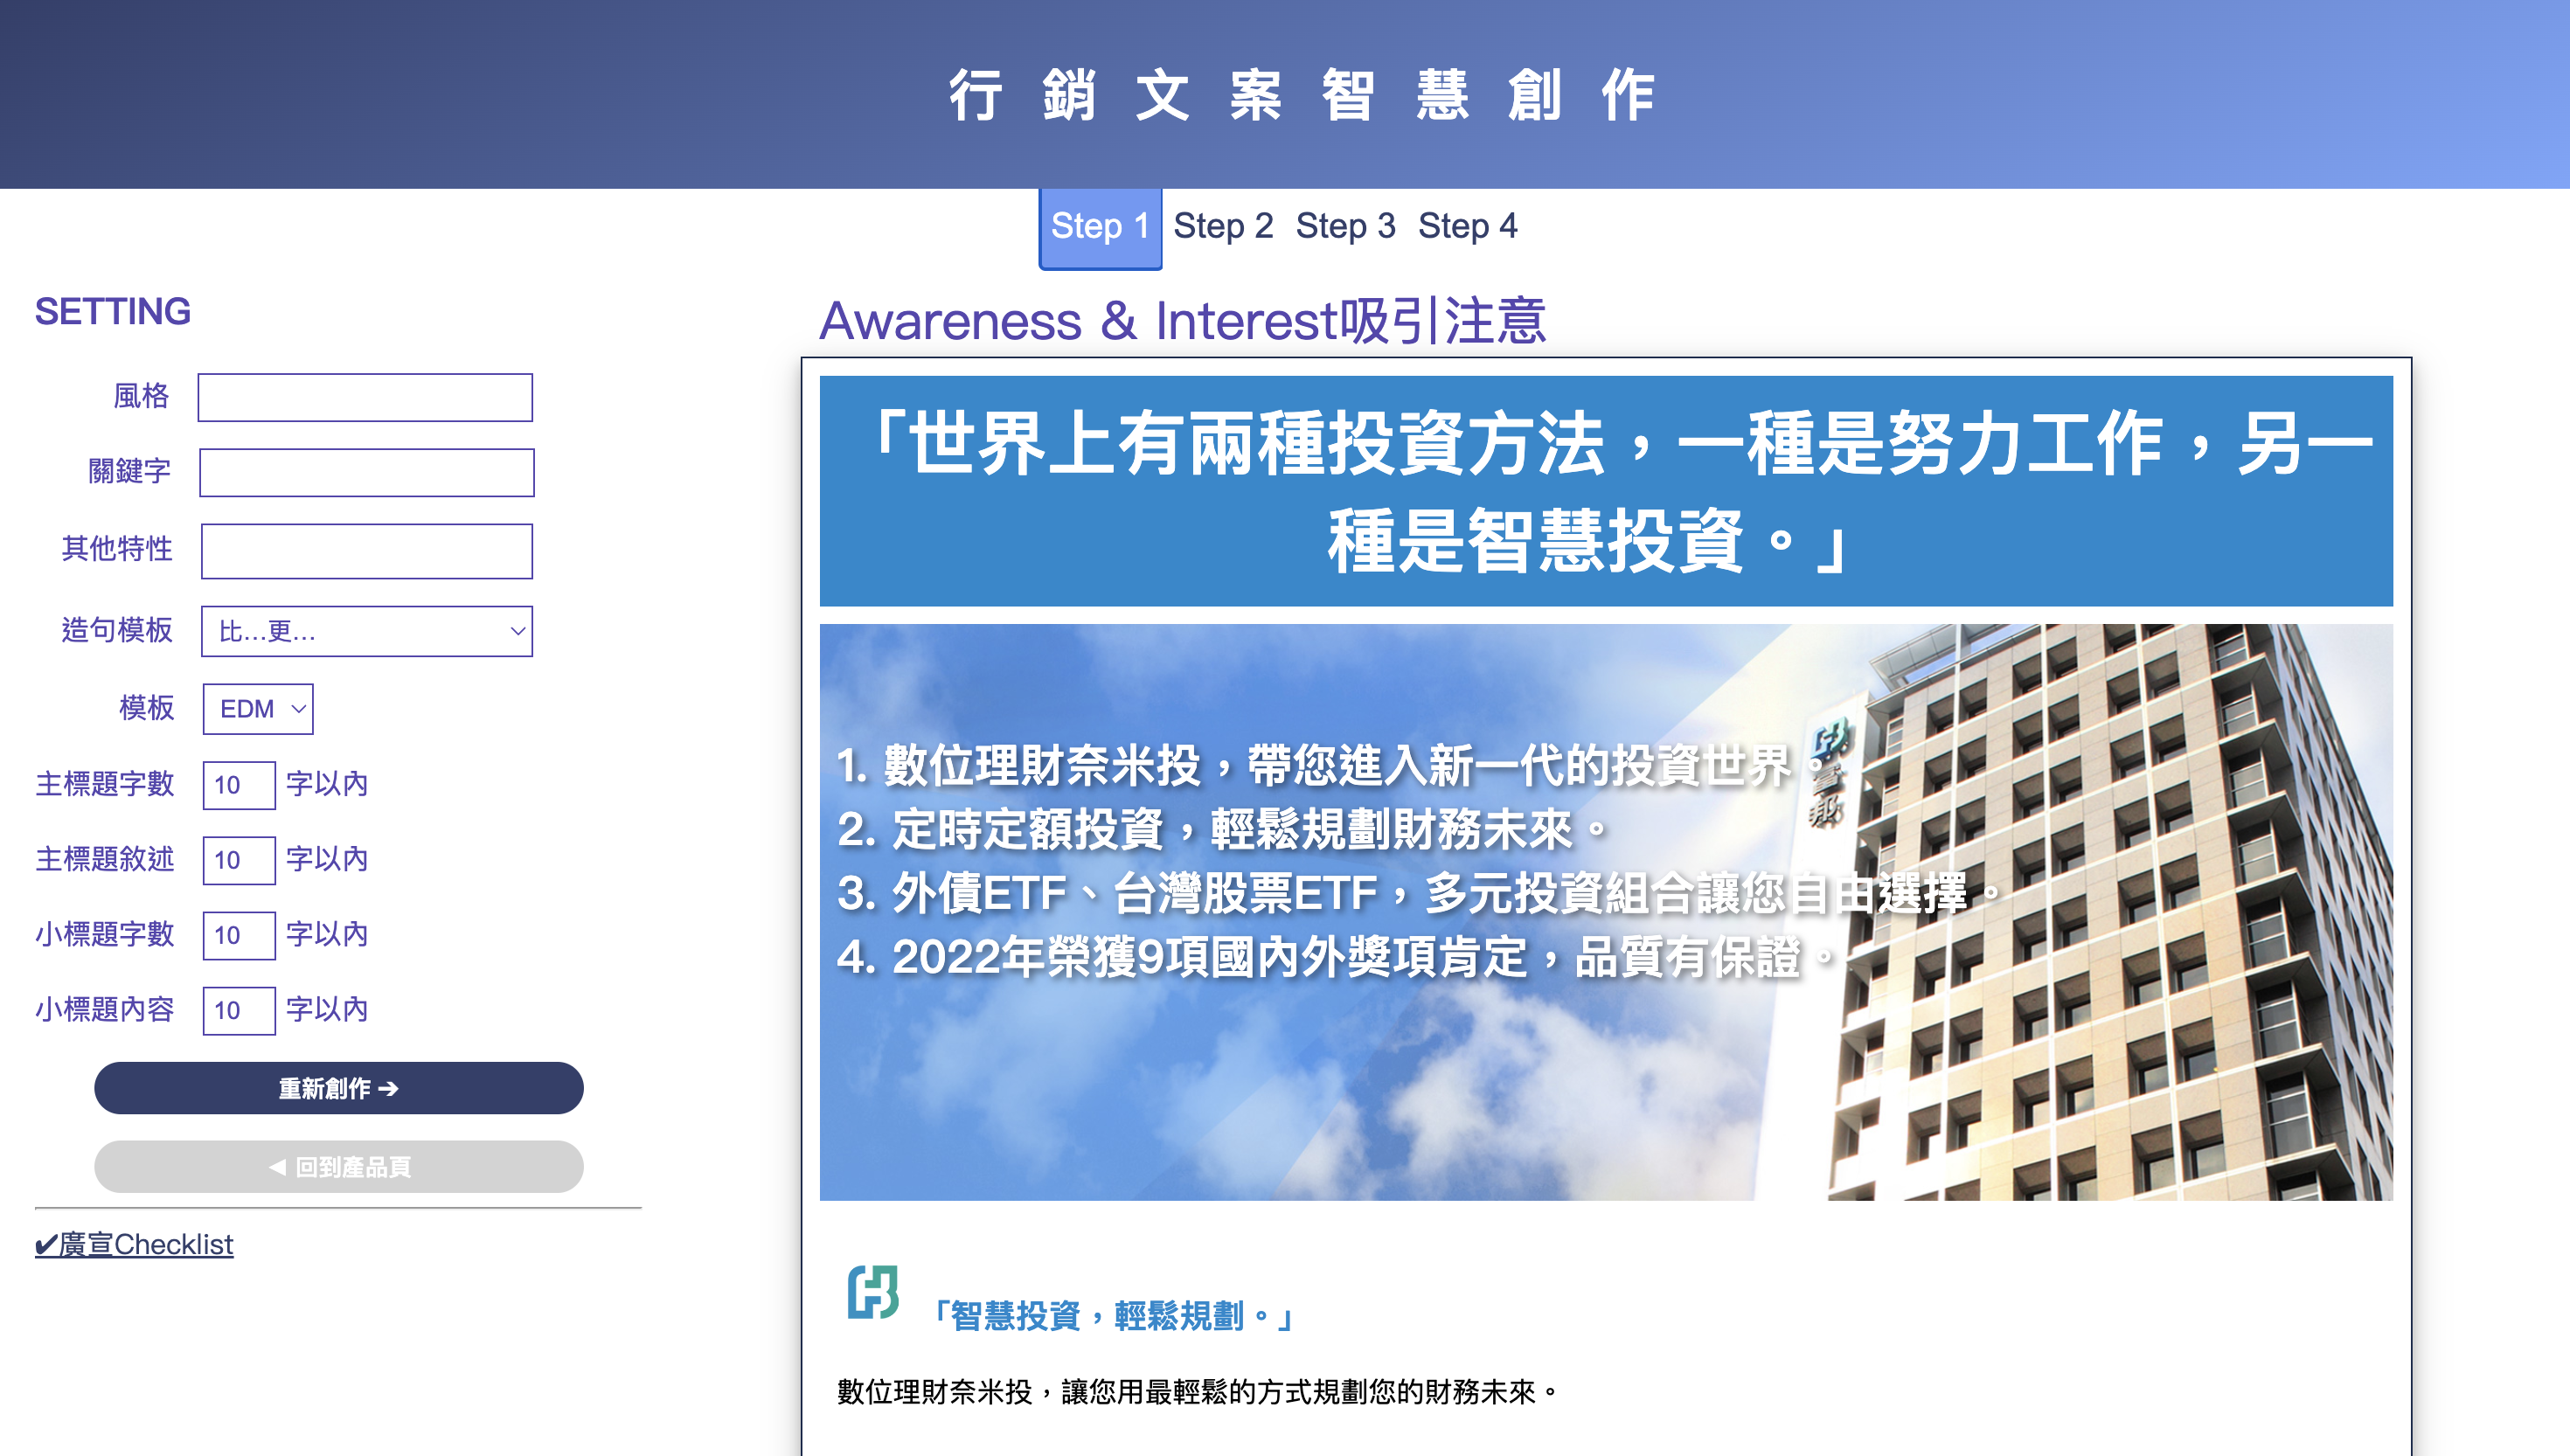 行銷文案智慧創作
Step 1 Step 2 Step 3 Step 4
SETTING
風格
關鍵字
其他特性
造句模板 比...更...
模板 EDM
主標題字數 10 字以內
主標題敘述 10 字以內
小標題字數 10 字以內
小標題內容 10 字以內
重新創作 ➔
◀ 回到產品頁
✔廣宣Checklist
Awareness & Interest吸引注意
「世界上有兩種投資方法，一種是努力工作，另一
種是智慧投資。」
1. 數位理財奈米投，帶您進入新一代的投資世界。
2. 定時定額投資，輕鬆規劃財務未來。
3. 外債ETF、台灣股票ETF，多元投資組合讓您自由選擇。
4. 2022年榮獲9項國內外獎項肯定，品質有保證。
富邦
「智慧投資，輕鬆規劃。」
數位理財奈米投，讓您用最輕鬆的方式規劃您的財務未來。